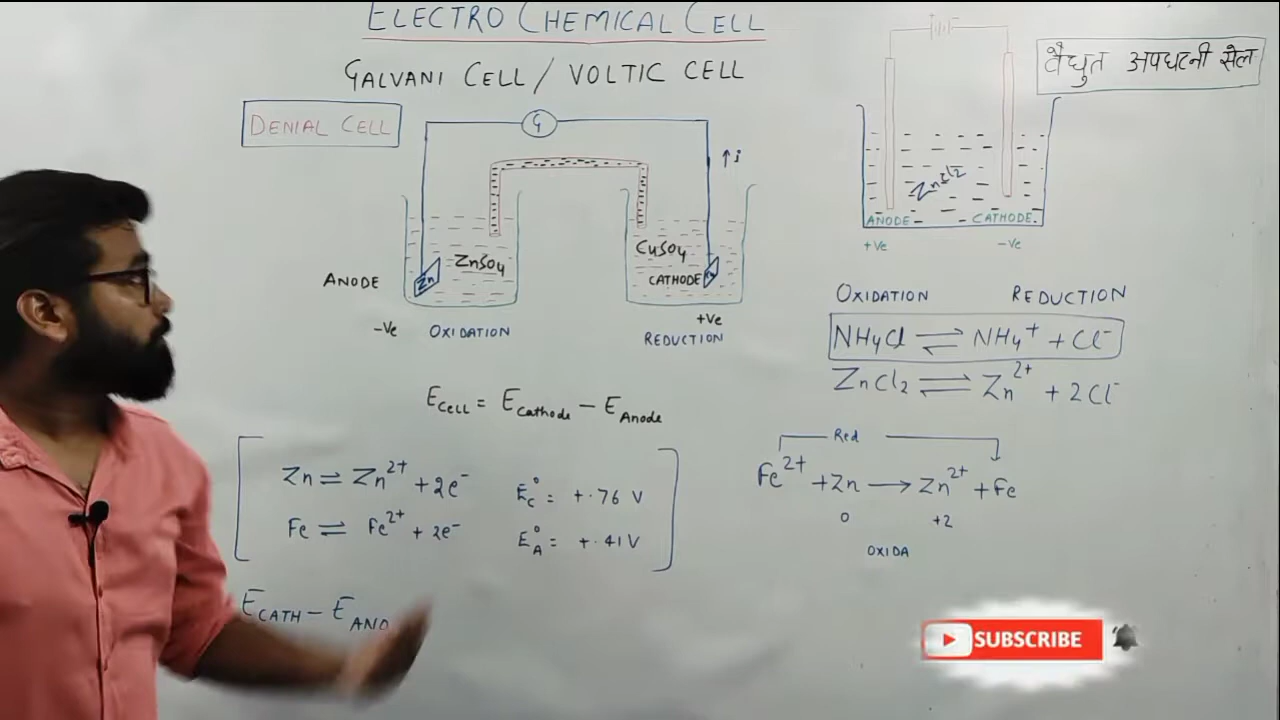 ELECTRO CHEMICAL CELL
GALVANI CELL / VOLTIC CELL
DENIAL CELL
G
↑ i
ZnSO4
Zn
ANODE
-Ve
OXIDATION
CuSO4
CATHODE
+Ve
REDUCTION
वैद्युत अपघटनी सेल
ZnCl2
ANODE
CATHODE
+Ve
-Ve
OXIDATION REDUCTION
NH4Cl ⇌ NH4+ + Cl-
ZnCl2 ⇌ Zn2+ + 2Cl-
ECELL = ECathode - EAnode
Zn ⇌ Zn2+ + 2e- E°C = +.76 V
Fe ⇌ Fe2+ + 2e- E°A = +.41 V
ECATH - EANO
Red
Fe2+ + Zn → Zn2+ + Fe
0 +2
OXIDA
SUBSCRIBE